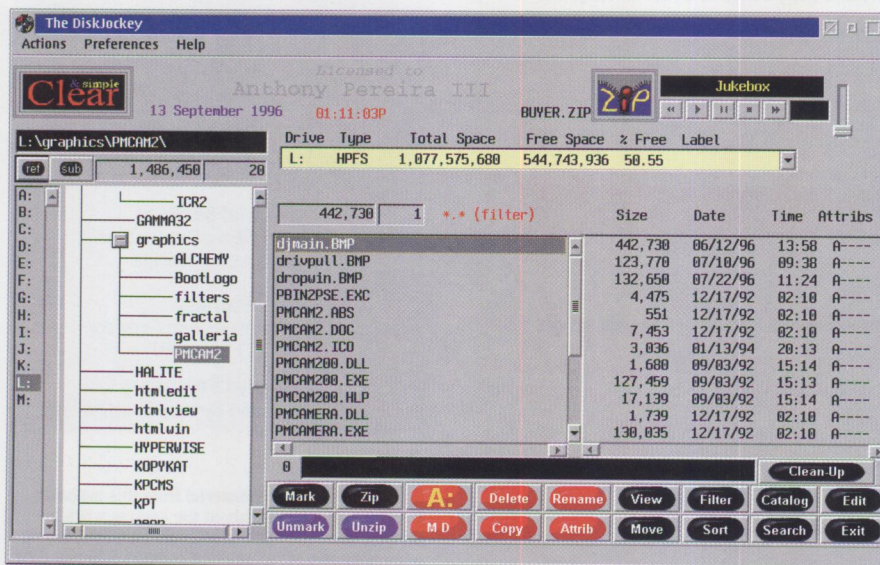 The DiskJockey
Actions Preferences Help
Clear & simple
Licensed to
Anthony Pereira III
13 September 1996 01:11:03P
BUYER.ZIP
ZIP
Jukebox
L:\graphics\PMCAM2\
Drive Type Total Space Free Space % Free Label
L: HPFS 1,077,575,680 544,743,936 50.55
ref sub 1,486,450 20
442,730 1 *.* (filter) Size Date Time Attribs
A:
B:
C:
D:
E:
F:
G:
H:
I:
J:
K:
L:
M:
ICR2
GAMMA32
graphics
ALCHEMY
BootLogo
filters
fractal
galleria
PMCAM2
HALITE
htmledit
htmlview
htmlwin
HYPERWISE
KOPYKAT
KPCMS
KPT
neon
djmain.BMP 442,730 06/12/96 13:58 A----
drivpull.BMP 123,770 07/10/96 09:38 A----
dropwin.BMP 132,650 07/22/96 11:24 A----
PBIN2PSE.EXC 4,475 12/17/92 02:10 A----
PMCAM2.ABS 551 12/17/92 02:10 A----
PMCAM2.DOC 7,453 12/17/92 02:10 A----
PMCAM2.ICO 3,036 01/13/94 20:13 A----
PMCAM200.DLL 1,680 09/03/92 15:14 A----
PMCAM200.EXE 127,459 09/03/92 15:13 A----
PMCAM200.HLP 17,139 09/03/92 15:14 A----
PMCAMERA.DLL 1,739 12/17/92 02:10 A----
PMCAMERA.EXE 130,035 12/17/92 02:10 A----
0 Clean-Up
Mark Zip A: Delete Rename View Filter Catalog Edit
Unmark Unzip M D Copy Attrib Move Sort Search Exit